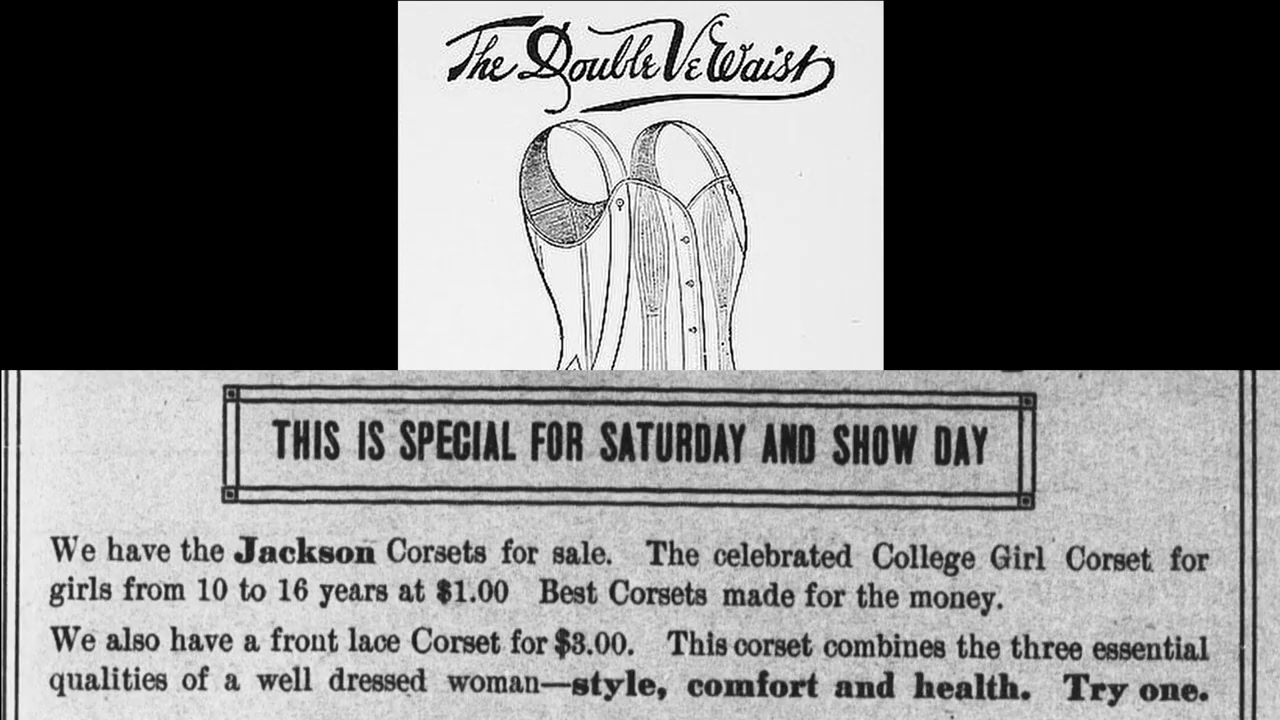 The Double Ve Waist
THIS IS SPECIAL FOR SATURDAY AND SHOW DAY
We have the Jackson Corsets for sale. The celebrated College Girl Corset for
girls from 10 to 16 years at $1.00 Best Corsets made for the money.
We also have a front lace Corset for $3.00. This corset combines the three essential
qualities of a well dressed woman—style, comfort and health. Try one.